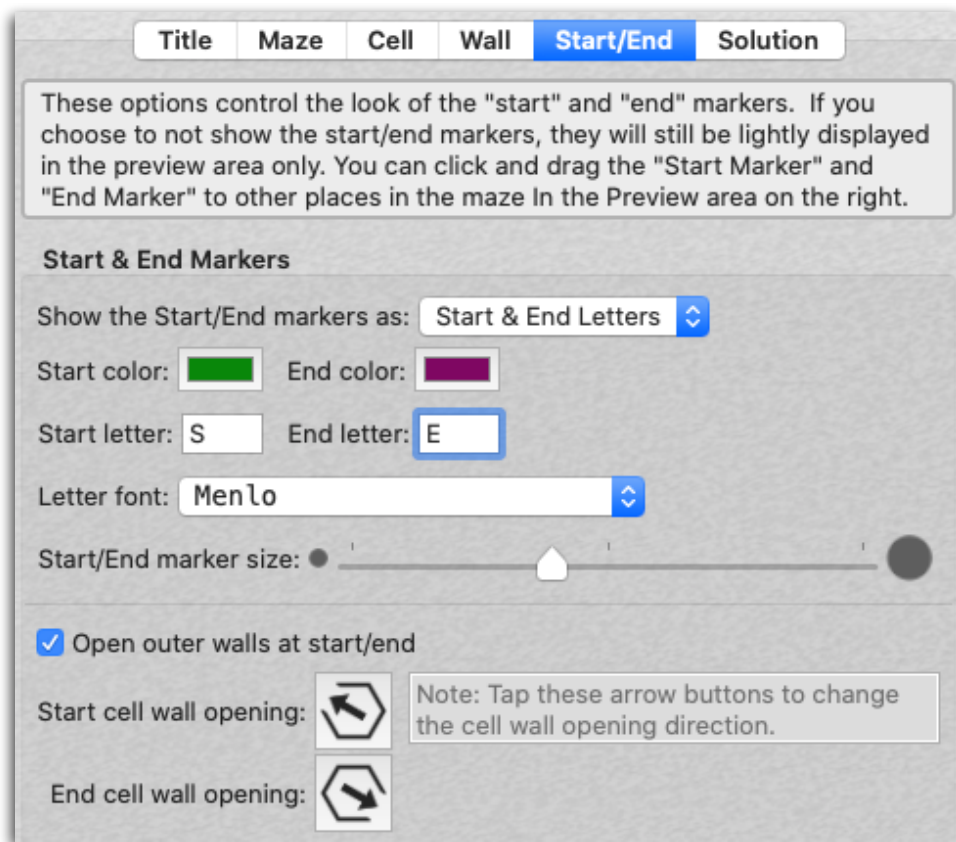 Title Maze Cell Wall Start/End Solution
These options control the look of the "start" and "end" markers.  If you
choose to not show the start/end markers, they will still be lightly displayed
in the preview area only. You can click and drag the "Start Marker" and
"End Marker" to other places in the maze In the Preview area on the right.
Start & End Markers
Show the Start/End markers as: Start & End Letters
Start color: End color:
Start letter: S End letter: E
Letter font: Menlo
Start/End marker size:
Open outer walls at start/end
Start cell wall opening:
Note: Tap these arrow buttons to change
the cell wall opening direction.
End cell wall opening: